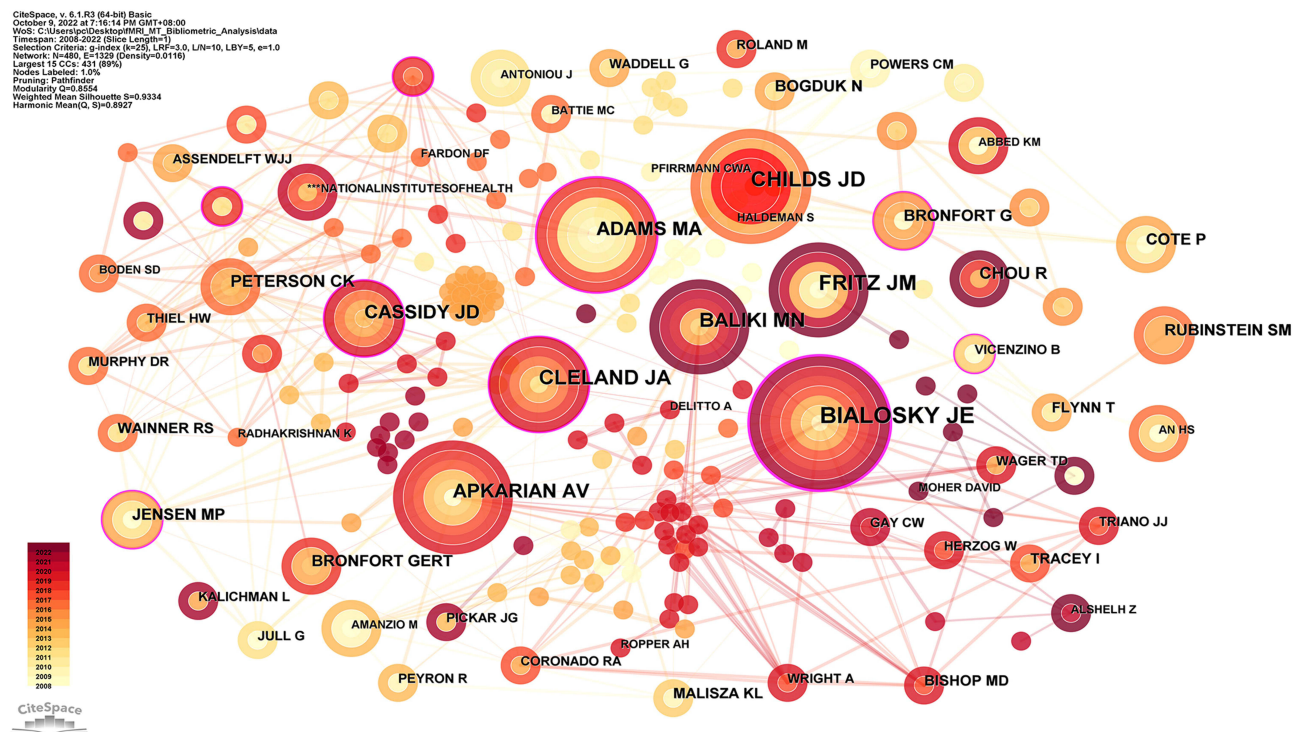 CiteSpace, v. 6.1.R3 (64-bit) Basic
October 9, 2022 at 7:16:14 PM GMT+08:00
WoS: C:\Users\pc\Desktop\fMRI_MT_Bibliometric_Analysis\data
Timespan: 2008-2022 (Slice Length=1)
Selection Criteria: g-index (k=25), LRF=3.0, L/N=10, LBY=5, e=1.0
Network: N=480, E=1329 (Density=0.0116)
Largest 15 CCs: 431 (89%)
Nodes Labeled: 1.0%
Pruning: Pathfinder
Modularity Q=0.8554
Weighted Mean Silhouette S=0.9334
Harmonic Mean(Q, S)=0.8927
ROLAND M
WADDELL G
POWERS CM
ANTONIOU J
BOGDUK N
BATTIE MC
ABBED KM
FARDON DF
ASSENDELFT WJJ
PFIRRMANN CWA
CHILDS JD
***NATIONALINSTITUTESOFHEALTH
HALDEMAN S
BRONFORT G
ADAMS MA
COTE P
BODEN SD
PETERSON CK
CHOU R
FRITZ JM
CASSIDY JD
THIEL HW
BALIKI MN
RUBINSTEIN SM
VICENZINO B
MURPHY DR
CLELAND JA
DELITTO A
FLYNN T
BIALOSKY JE
WAINNER RS
RADHAKRISHNAN K
AN HS
WAGER TD
APKARIAN AV
MOHER DAVID
JENSEN MP
GAY CW
TRIANO JJ
HERZOG W
BRONFORT GERT
TRACEY I
KALICHMAN L
ALSHELH Z
PICKAR JG
AMANZIO M
JULL G
ROPPER AH
CORONADO RA
PEYRON R
WRIGHT A
BISHOP MD
MALISZA KL
2022
2021
2020
2019
2018
2017
2016
2015
2014
2013
2012
2011
2010
2009
2008
CiteSpace